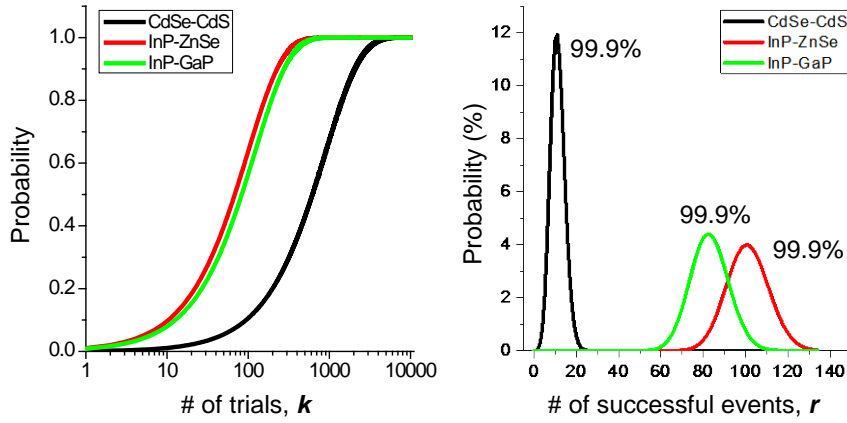 CdSe-CdS
InP-ZnSe
InP-GaP
1.0
0.8
0.6
0.4
0.2
0.0
Probability
1 10 100 1000 10000
# of trials, k
CdSe-CdS
InP-ZnSe
InP-GaP
99.9%
99.9%
99.9%
12
10
8
6
4
2
0
Probability (%)
0 20 40 60 80 100 120 140
# of successful events, r